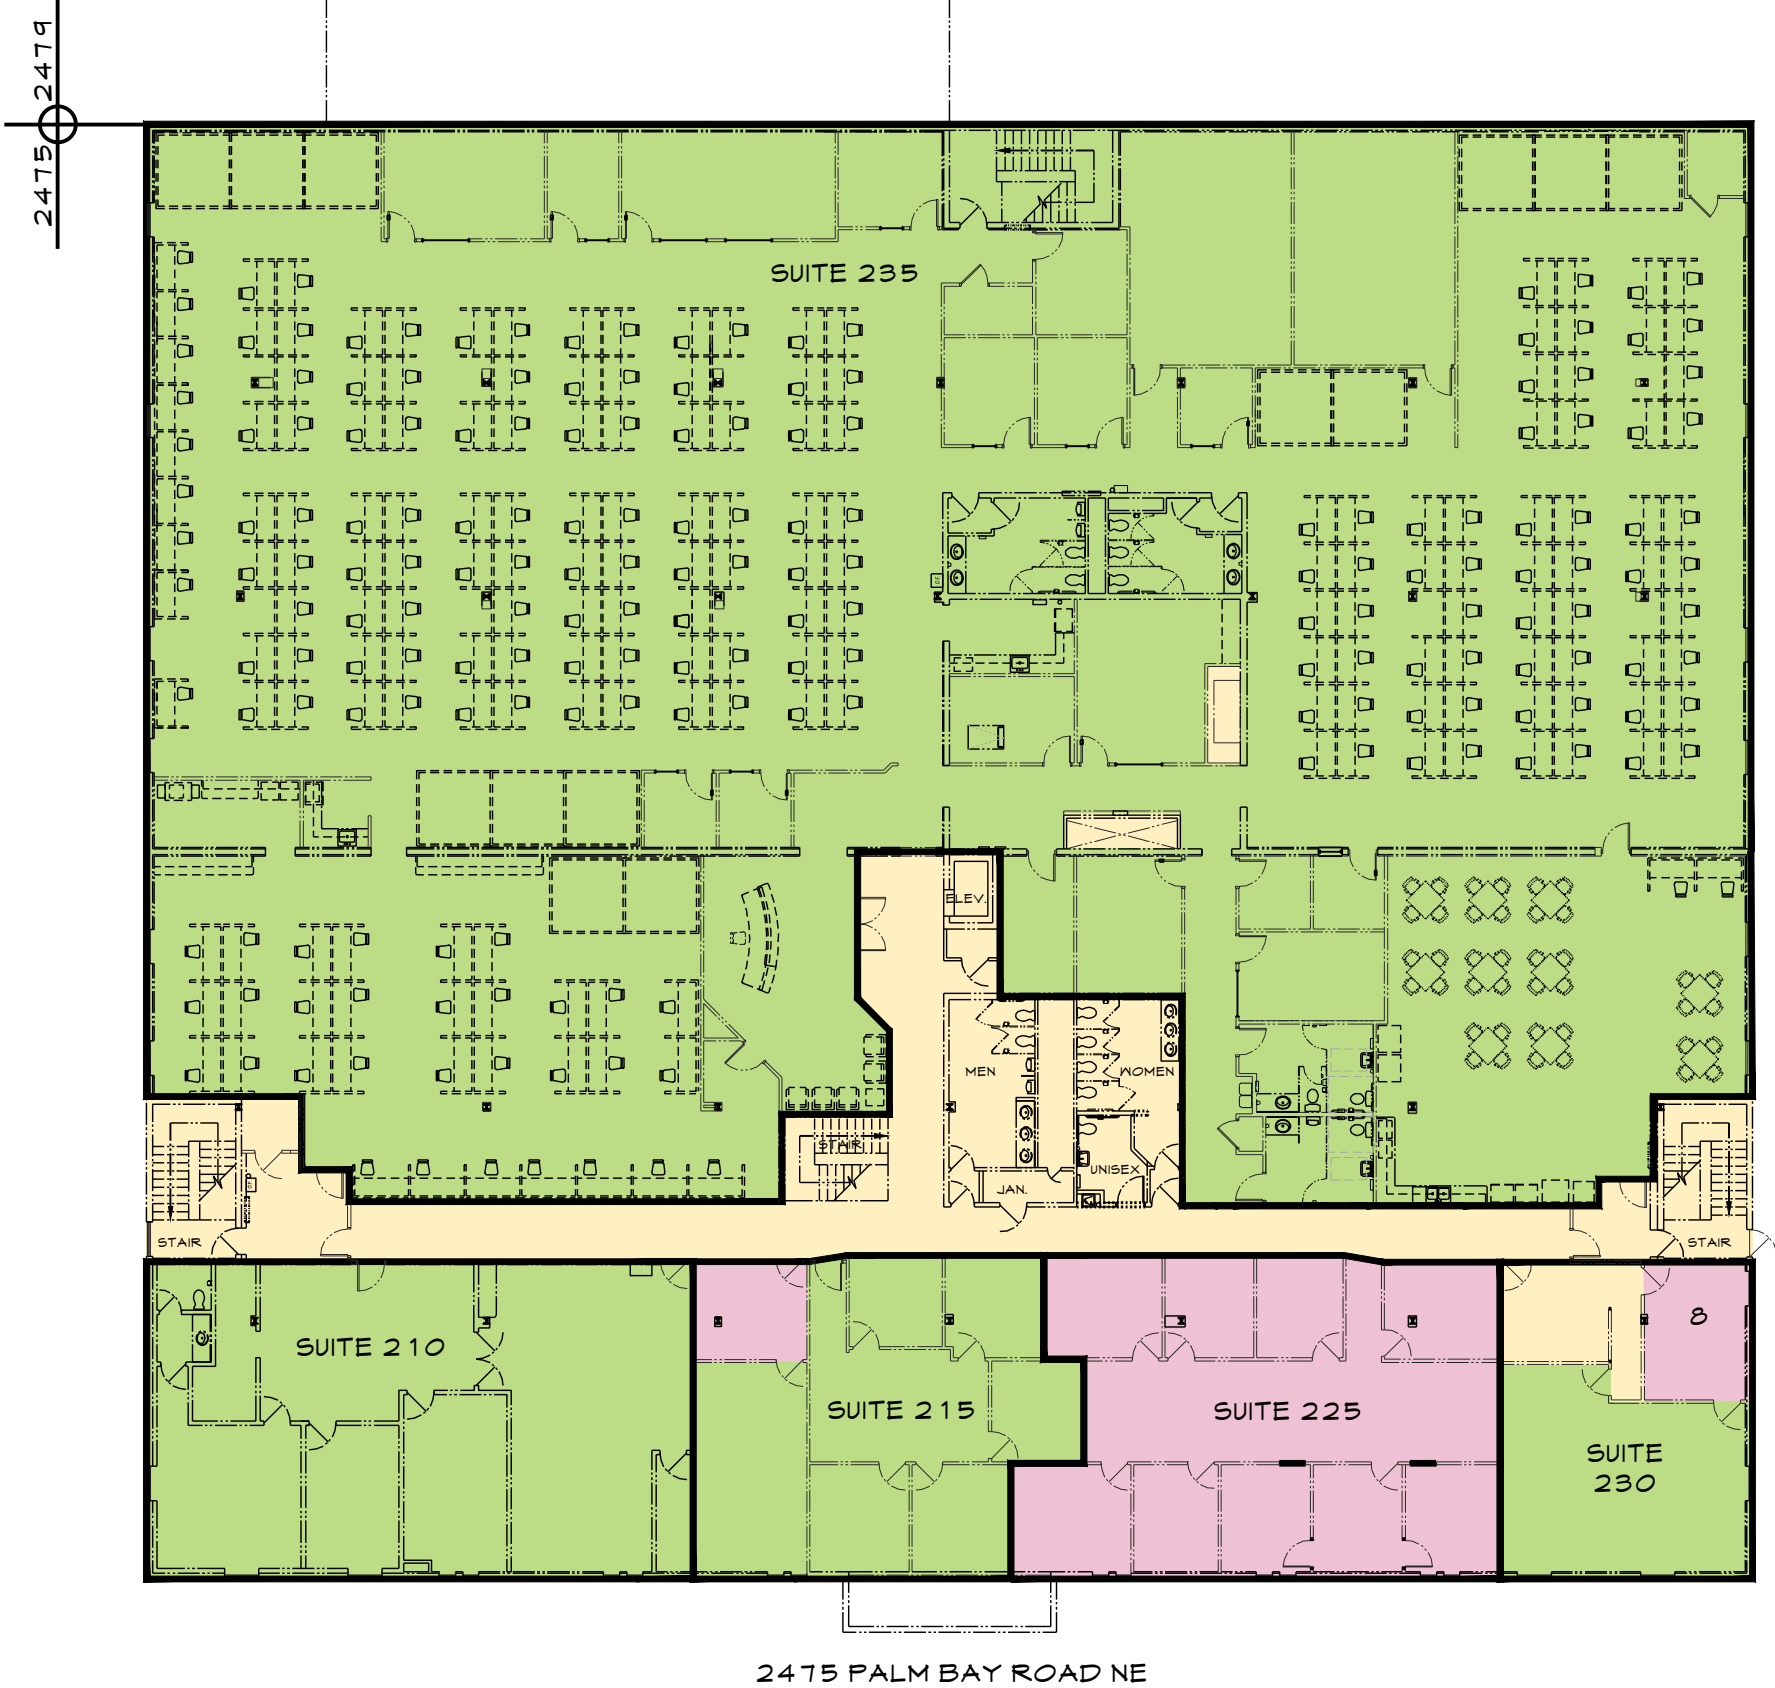 2479
2475
SUITE 235
ELEV.
MEN
WOMEN
STAIR
UNISEX
JAN.
STAIR
STAIR
SUITE 210
8
SUITE 215
SUITE 225
SUITE
230
2475 PALM BAY ROAD NE